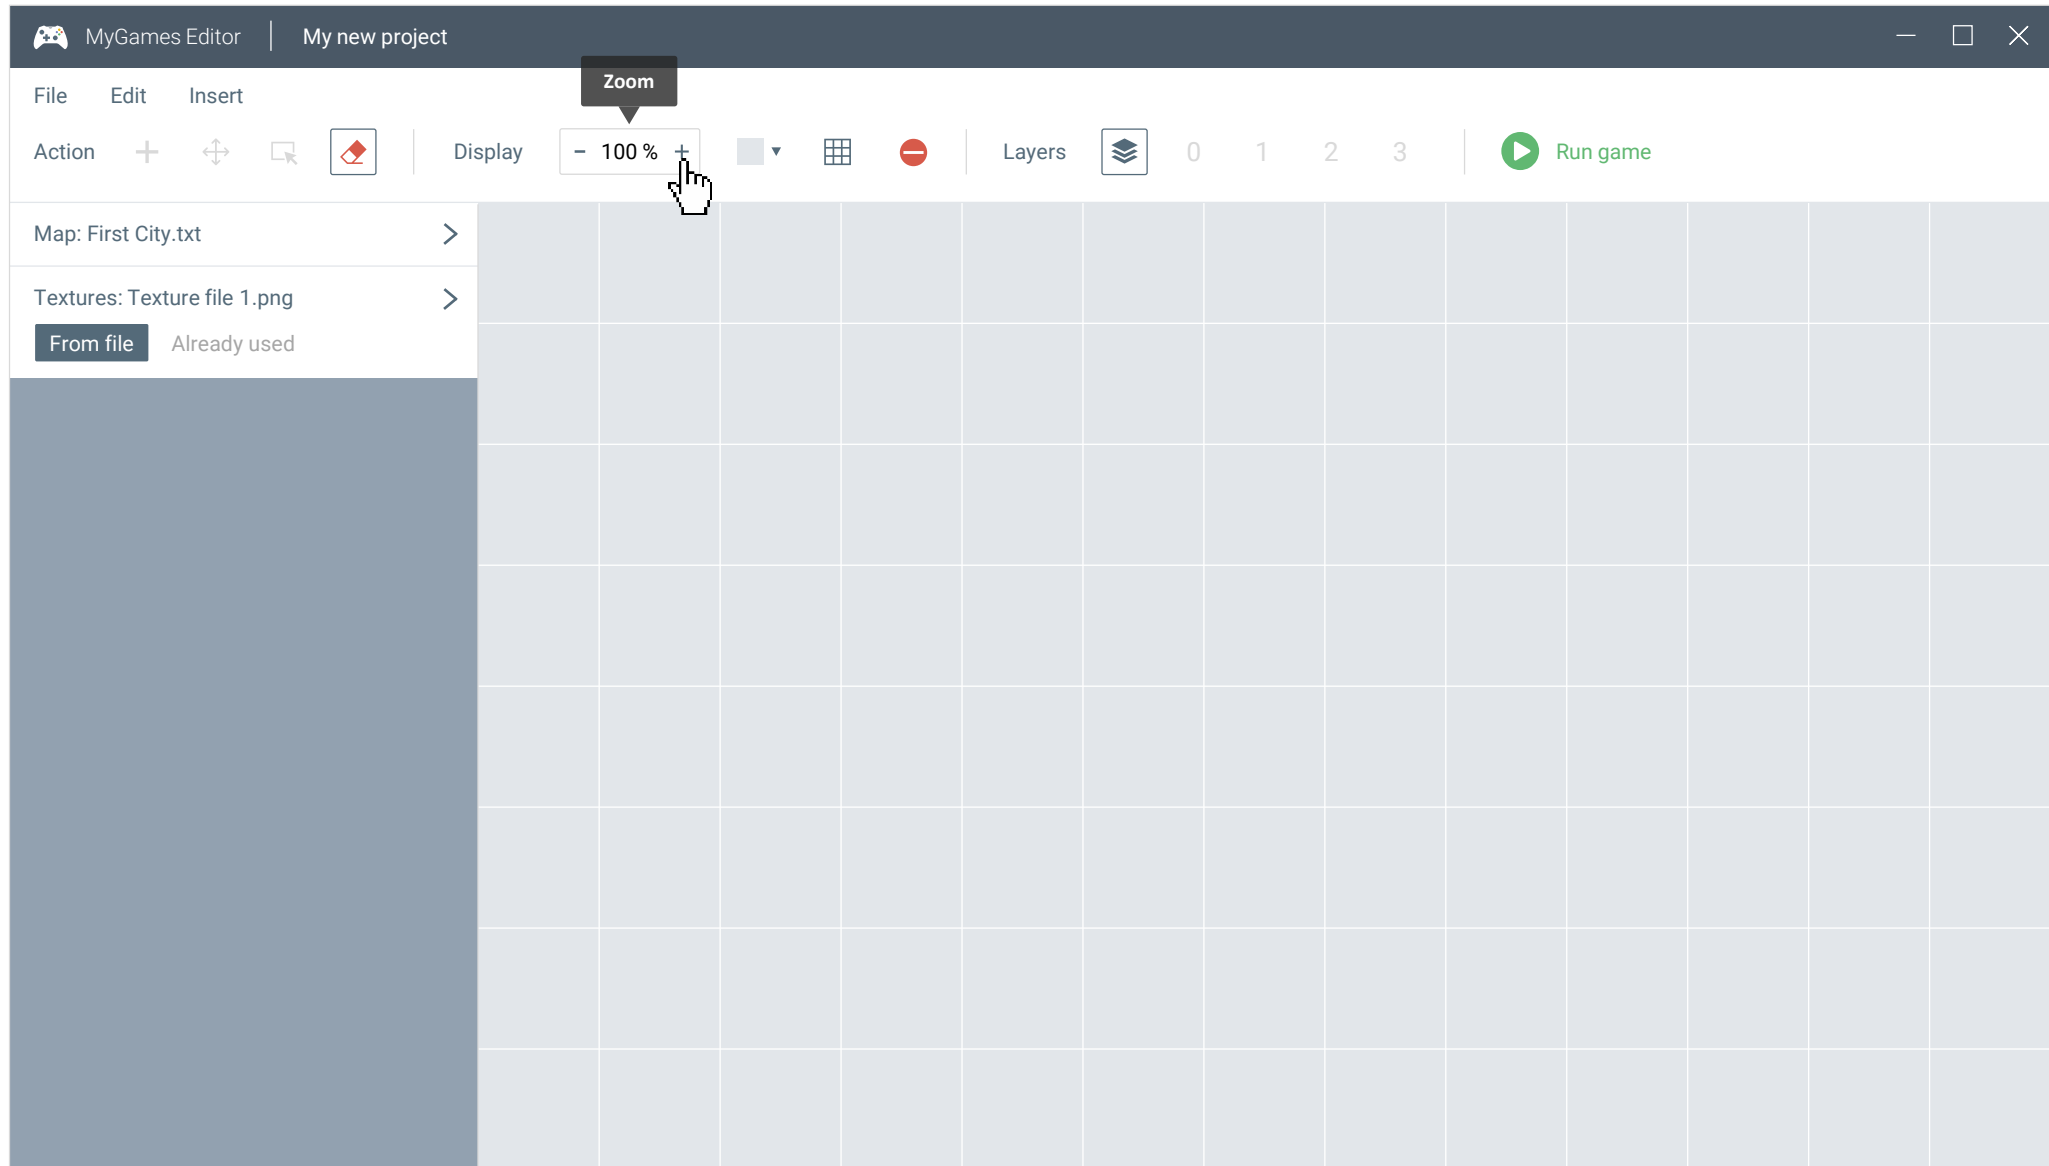 MyGames Editor My new project
Zoom
File Edit Insert
Action Display - 100 % + Layers 0 1 2 3 Run game
Map: First City.txt
Textures: Texture file 1.png
From file Already used